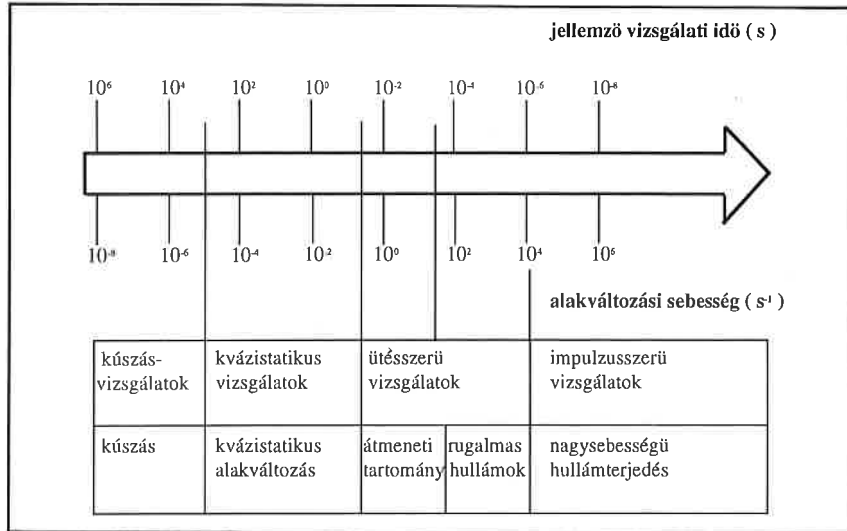 jellemzö vizsgálati idö ( s )
10⁶ 10⁴ 10² 10⁰ 10⁻² 10⁻⁴ 10⁻⁶ 10⁻⁸
10⁻⁸ 10⁻⁶ 10⁻⁴ 10⁻² 10⁰ 10² 10⁴ 10⁶
alakváltozási sebesség ( s⁻¹ )
kúszás-
vizsgálatok
kvázistatikus
vizsgálatok
ütésszerü
vizsgálatok
impulzusszerü
vizsgálatok
kúszás
kvázistatikus
alakváltozás
átmeneti
tartomány
rugalmas
hullámok
nagysebességü
hullámterjedés